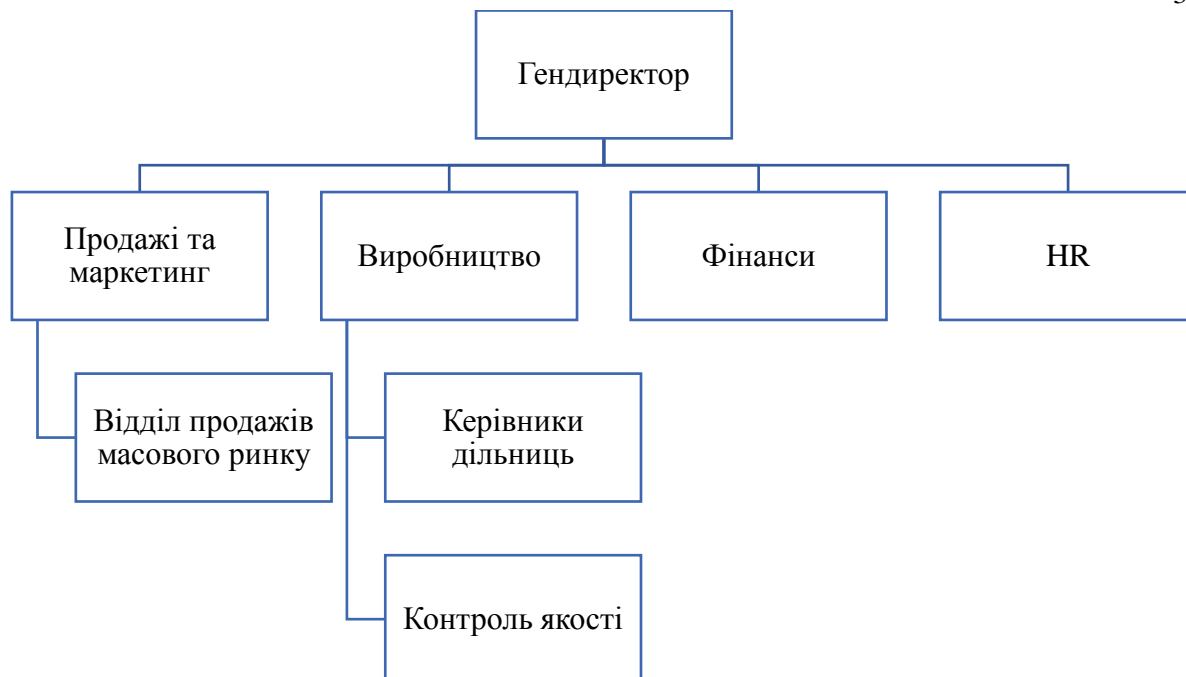 Гендиректор
Продажі та
маркетинг
Виробництво
Фінанси
HR
Відділ продажів
масового ринку
Керівники
дільниць
Контроль якості